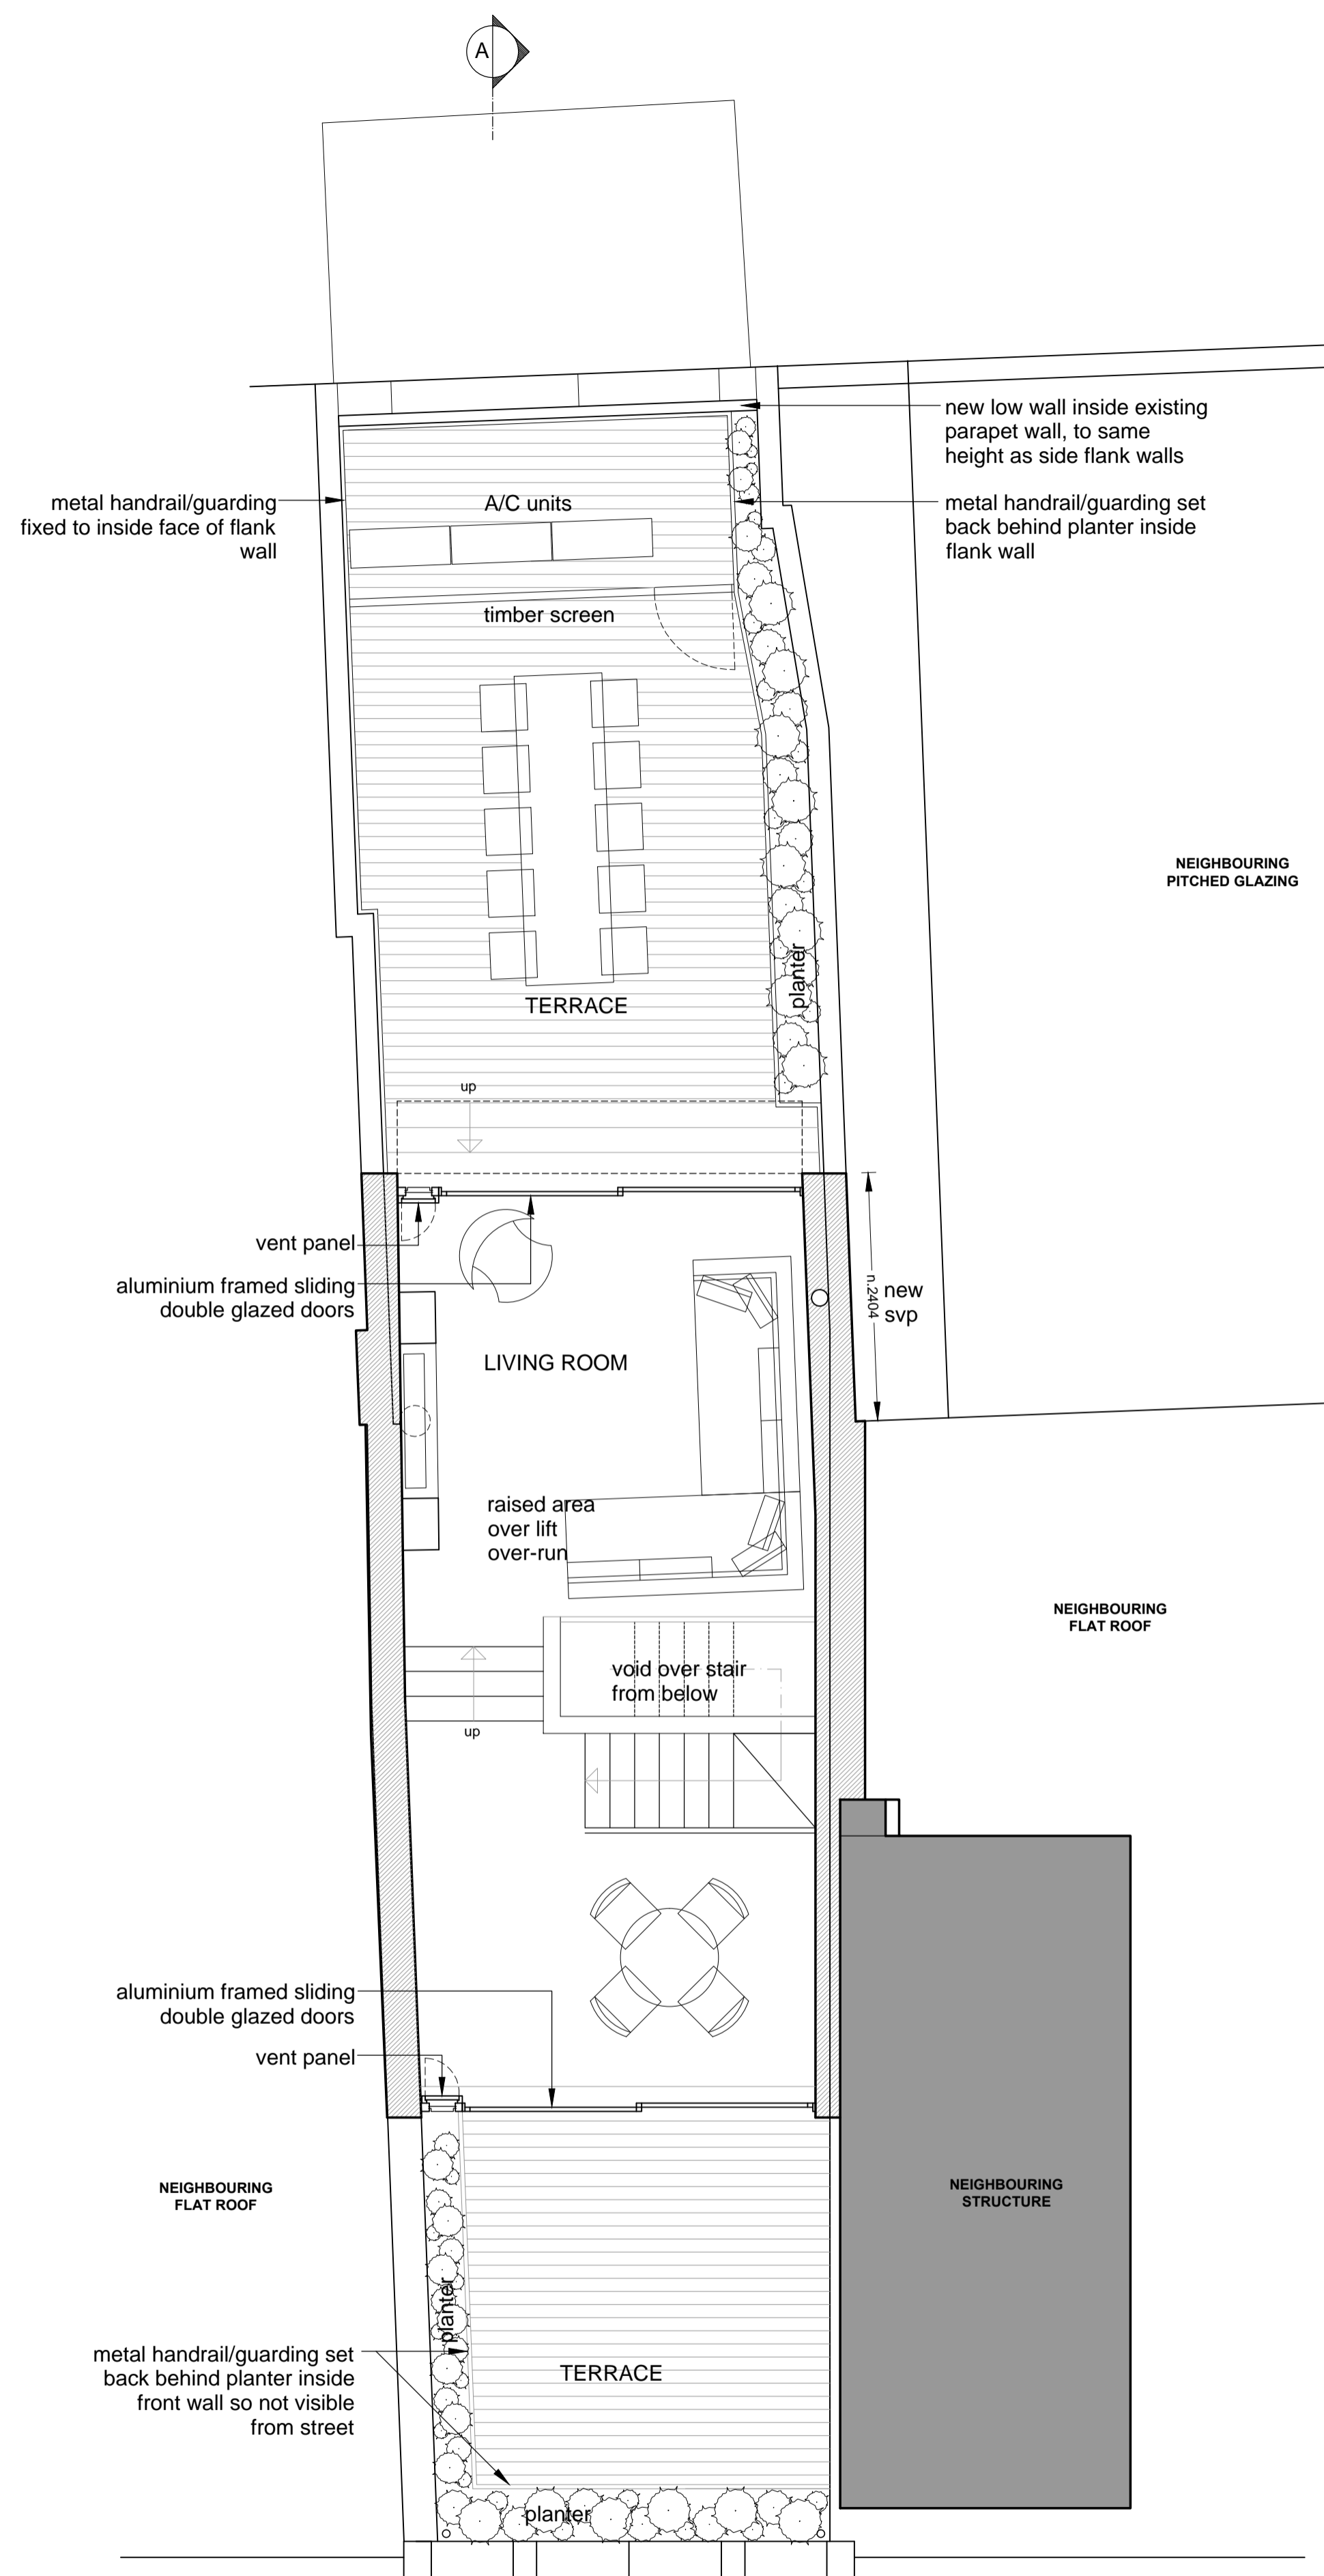 A
new low wall inside existing
parapet wall, to same
height as side flank walls
metal handrail/guarding
fixed to inside face of flank
wall
A/C units
metal handrail/guarding set
back behind planter inside
flank wall
timber screen
NEIGHBOURING
PITCHED GLAZING
planter
TERRACE
up
vent panel
aluminium framed sliding
double glazed doors
n.2404
new
svp
LIVING ROOM
raised area
over lift
over-run
NEIGHBOURING
FLAT ROOF
void over stair
from below
up
aluminium framed sliding
double glazed doors
vent panel
NEIGHBOURING
FLAT ROOF
NEIGHBOURING
STRUCTURE
planter
metal handrail/guarding set
back behind planter inside
front wall so not visible
from street
TERRACE
planter